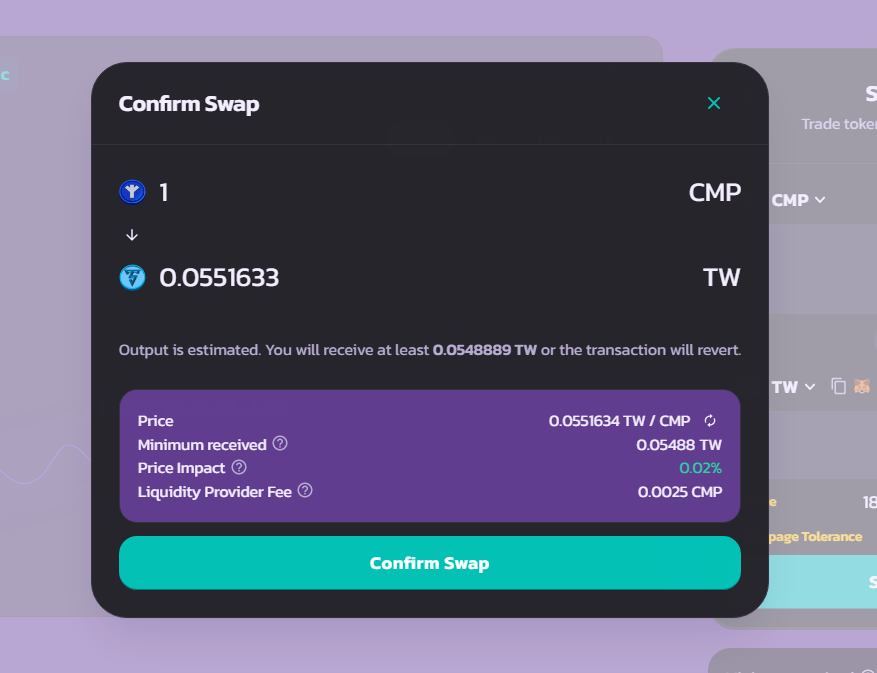 Confirm Swap
1 CMP
0.0551633 TW
Output is estimated. You will receive at least 0.0548889 TW or the transaction will revert.
Price 0.0551634 TW / CMP
Minimum received 0.05488 TW
Price Impact 0.02%
Liquidity Provider Fee 0.0025 CMP
Confirm Swap
c
S
Trade toke
CMP
TW
e 18
page Tolerance
S